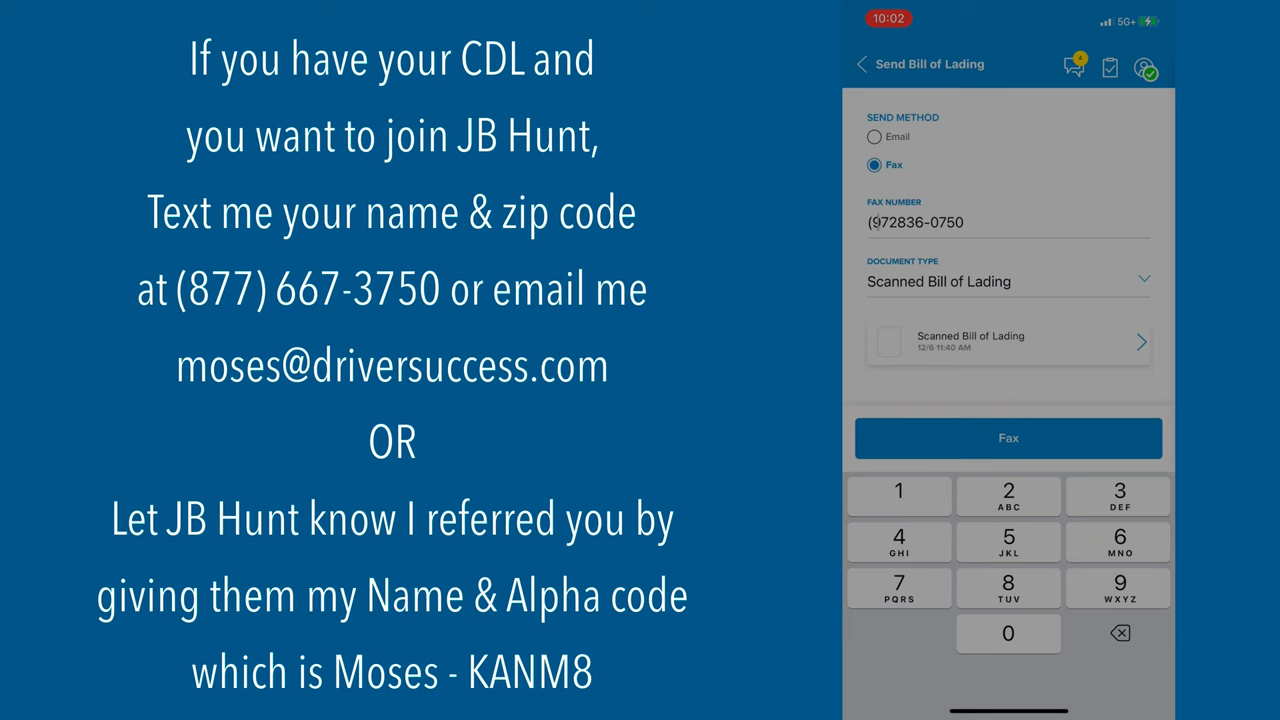 If you have your CDL and
you want to join JB Hunt,
Text me your name & zip code
at (877) 667-3750 or email me
moses@driversuccess.com
OR
Let JB Hunt know I referred you by
giving them my Name & Alpha code
which is Moses - KANM8
10:02
5G+
Send Bill of Lading
4
SEND METHOD
Email
Fax
FAX NUMBER
(972836-0750
DOCUMENT TYPE
Scanned Bill of Lading
Scanned Bill of Lading
12/6 11:40 AM
Fax
1 2 3
ABC DEF
4 5 6
GHI JKL MNO
7 8 9
PQRS TUV WXYZ
0